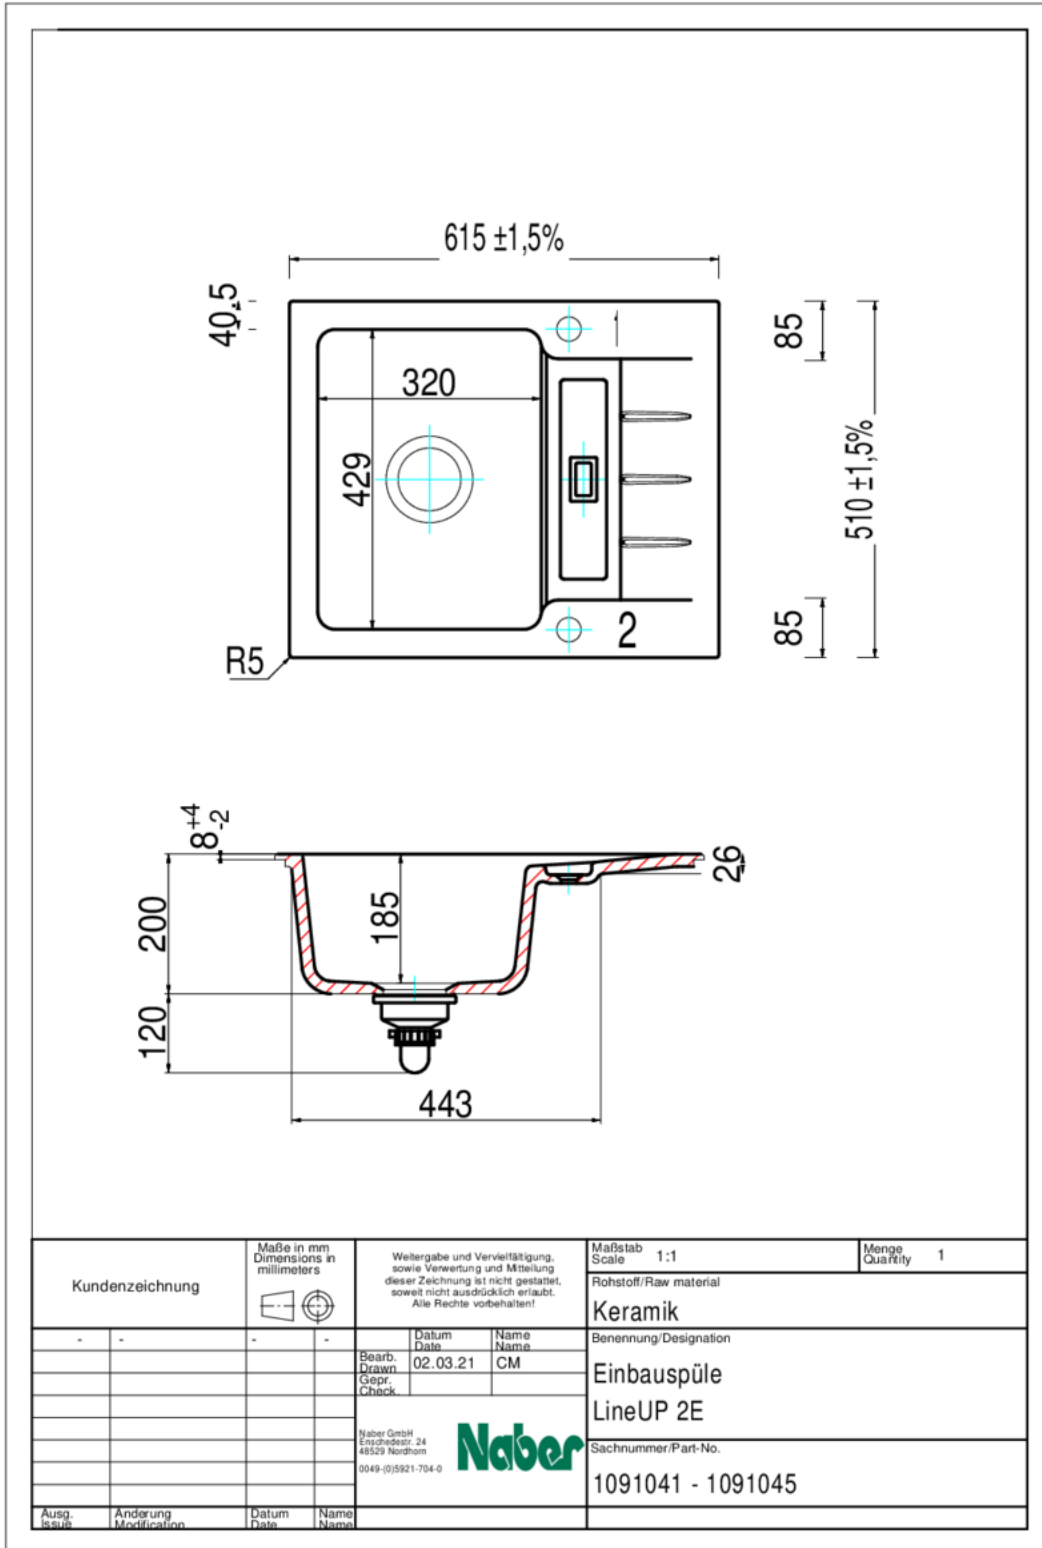 615 ±1,5%
40,5
85
320
429
510 ±1,5%
85
1
2
R5
8 +4 -2
26
200
185
120
443
Kundenzeichnung
Maße in mm
Dimensions in
millimeters
Weitergabe und Vervielfältigung,
sowie Verwertung und Mitteilung
dieser Zeichnung ist nicht gestattet,
soweit nicht ausdrücklich erlaubt.
Alle Rechte vorbehalten!
Maßstab
Scale 1:1
Menge
Quantity 1
Rohstoff/Raw material
Keramik
- - - -
Datum Name
Date Name
Bearb.
Drawn 02.03.21 CM
Gepr.
Check.
Benennung/Designation
Einbauspüle
LineUP 2E
Naber GmbH
Enschedestr. 24
48529 Nordhorn
0049-(0)5921-704-0
Naber
Sachnummer/Part-No.
1091041 - 1091045
Ausg. Änderung Datum Name
Issue Modification Date Name